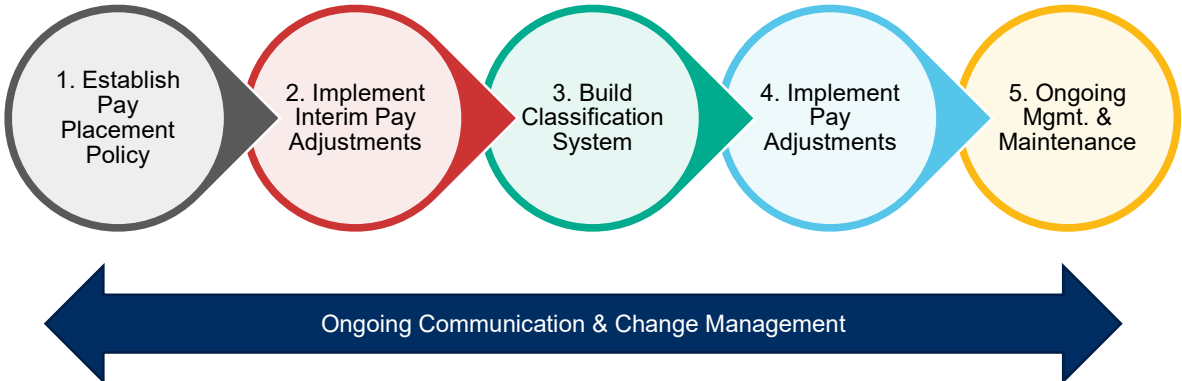 1. Establish
Pay
Placement
Policy
2. Implement
Interim Pay
Adjustments
3. Build
Classification
System
4. Implement
Pay
Adjustments
5. Ongoing
Mgmt. &
Maintenance
Ongoing Communication & Change Management